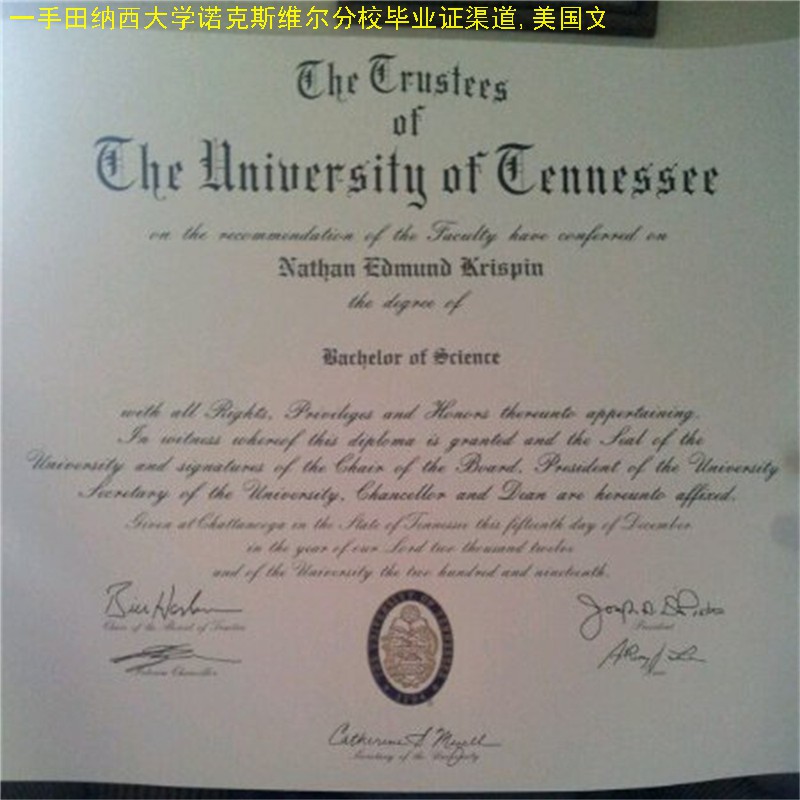 一手田纳西大学诺克斯维尔分校毕业证渠道, 美国文
The Trustees
of
The University of Tennessee
on the recommendation of the Faculty have conferred on
Nathan Edmund Krispin
the degree of
Bachelor of Science
with all Rights, Privileges and Honors thereunto appertaining.
In witness whereof this diploma is granted and the Seal of the
University and signatures of the Chair of the Board, President of the University
Secretary of the University, Chancellor and Dean are hereunto affixed.
Given at Chattanooga in the State of Tennessee this fifteenth day of December
in the year of our Lord two thousand twelve
and of the University the two hundred and nineteenth.
Chair of the Board of Trustees
President
Chancellor
Secretary of the University